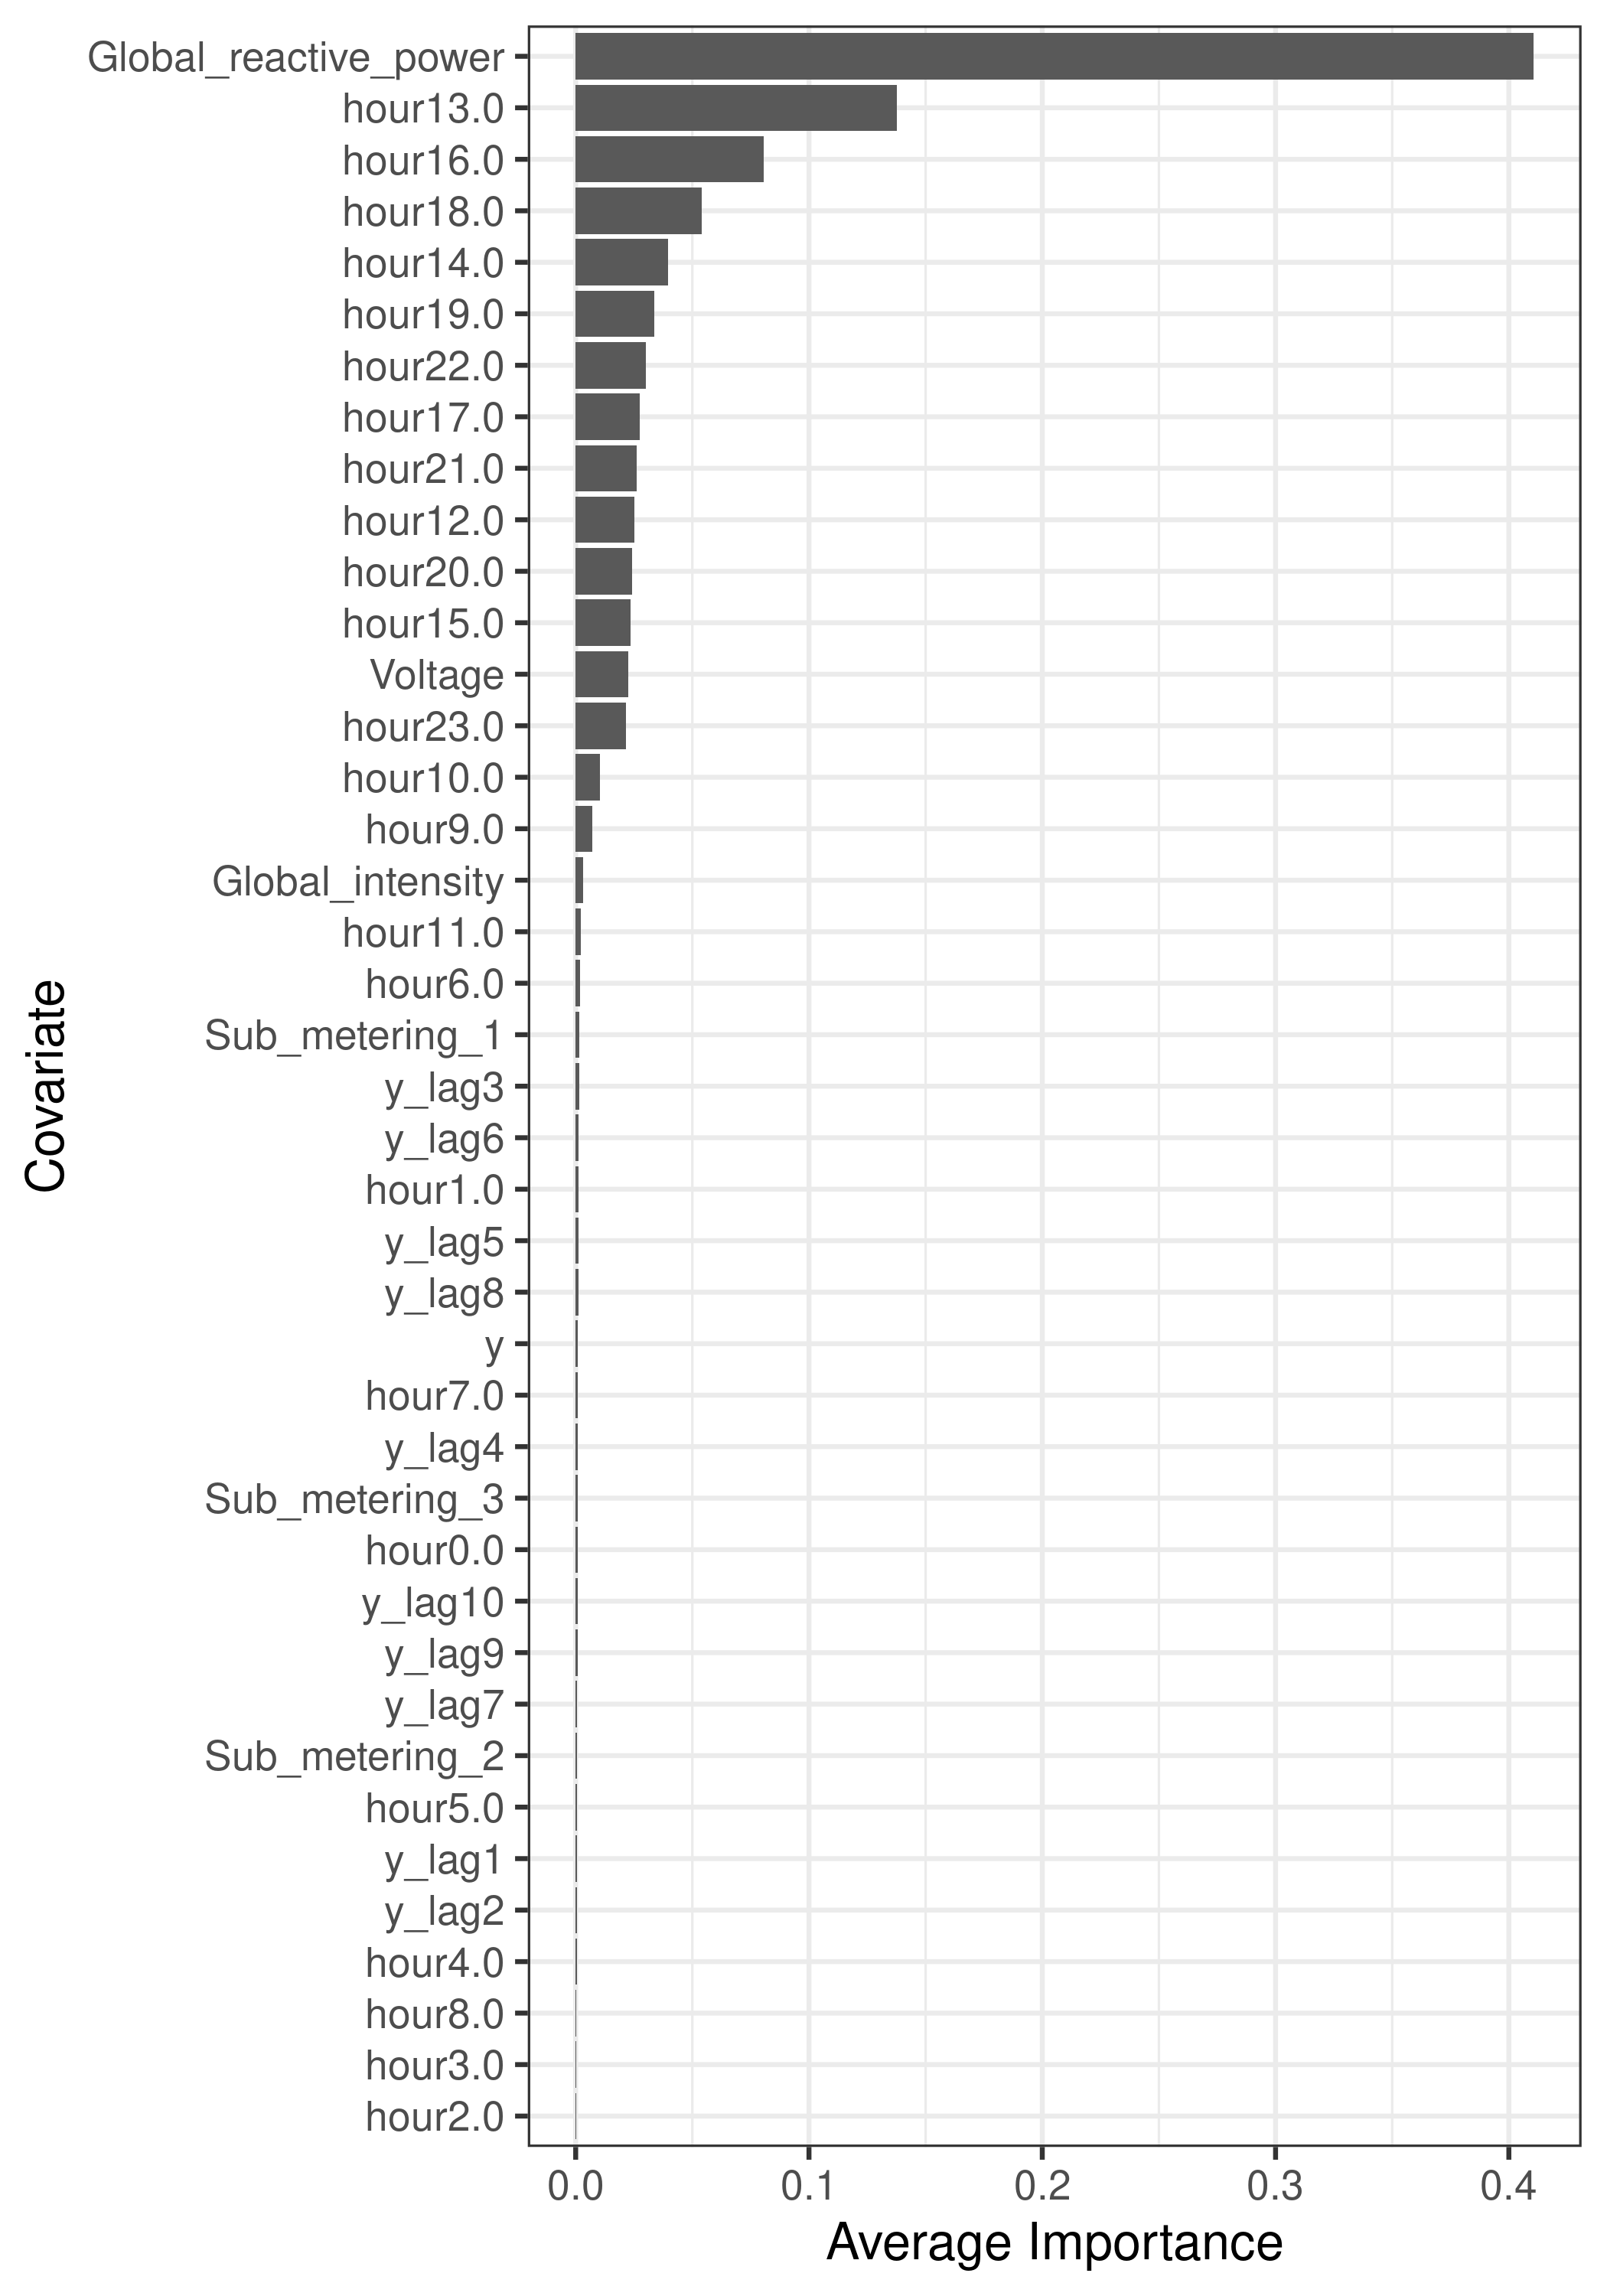 Global_reactive_power
hour13.0
hour16.0
hour18.0
hour14.0
hour19.0
hour22.0
hour17.0
hour21.0
hour12.0
hour20.0
hour15.0
Voltage
hour23.0
hour10.0
hour9.0
Global_intensity
hour11.0
hour6.0
Sub_metering_1
y_lag3
y_lag6
hour1.0
y_lag5
y_lag8
y
hour7.0
y_lag4
Sub_metering_3
hour0.0
y_lag10
y_lag9
y_lag7
Sub_metering_2
hour5.0
y_lag1
y_lag2
hour4.0
hour8.0
hour3.0
hour2.0
Covariate
0.0 0.1 0.2 0.3 0.4
Average Importance